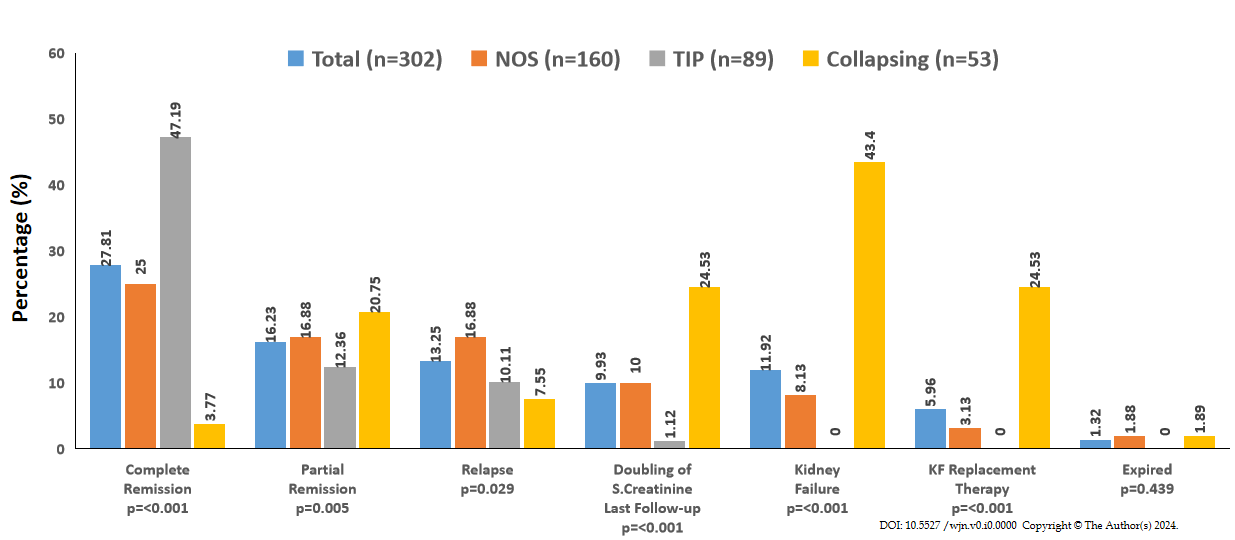 Total (n=302) NOS (n=160) TIP (n=89) Collapsing (n=53)
Percentage (%)
60
50
40
30
20
10
0
27.81 25 47.19 3.77
16.23 16.88 12.36 20.75
13.25 16.88 10.11 7.55
9.93 10 1.12 24.53
11.92 8.13 0 43.4
5.96 3.13 0 24.53
1.32 1.88 0 1.89
Complete
Remission
p=<0.001
Partial
Remission
p=0.005
Relapse
p=0.029
Doubling of
S.Creatinine
Last Follow-up
p=<0.001
Kidney
Failure
p=<0.001
KF Replacement
Therapy
p=<0.001
Expired
p=0.439
DOI: 10.5527 /wjn.v0.i0.0000 Copyright © The Author(s) 2024.